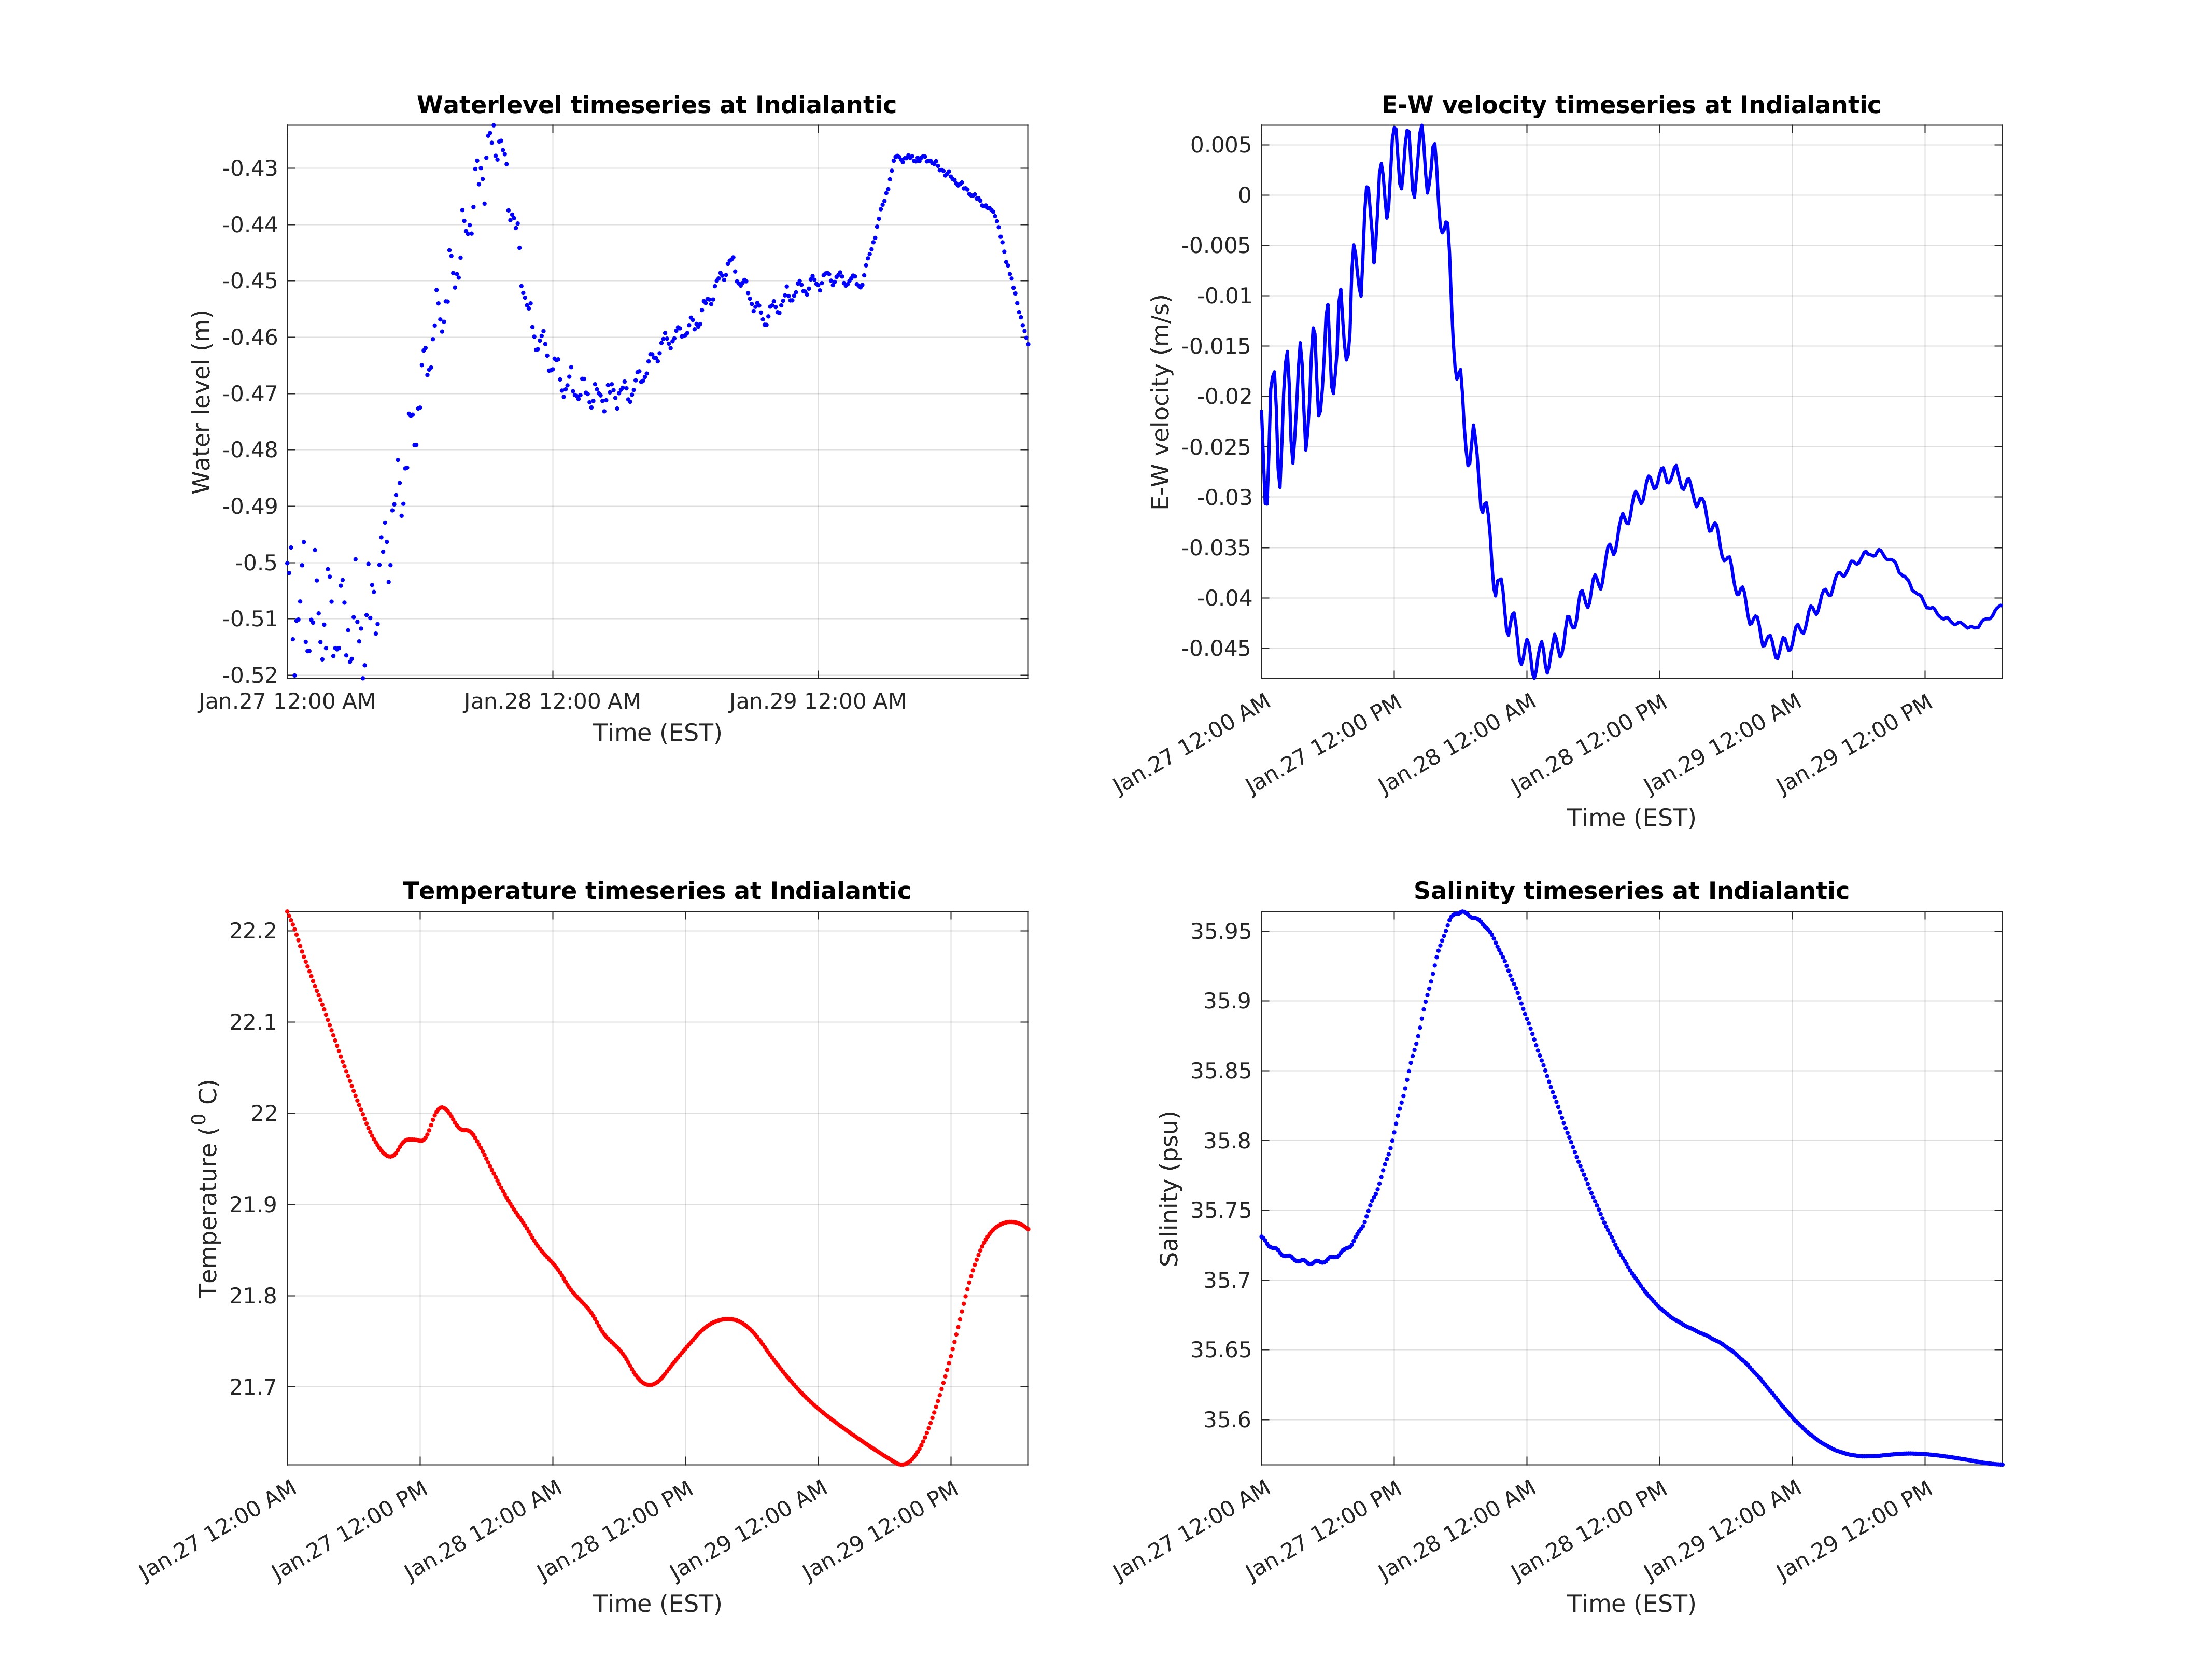 Waterlevel timeseries at Indialantic
-0.43
-0.44
-0.45
-0.46
-0.47
-0.48
-0.49
-0.5
-0.51
-0.52
Water level (m)
Jan.27 12:00 AM
Jan.28 12:00 AM
Jan.29 12:00 AM
Time (EST)
E-W velocity timeseries at Indialantic
0.005
0
-0.005
-0.01
-0.015
-0.02
-0.025
-0.03
-0.035
-0.04
-0.045
E-W velocity (m/s)
Jan.27 12:00 AM
Jan.27 12:00 PM
Jan.28 12:00 AM
Jan.28 12:00 PM
Jan.29 12:00 AM
Jan.29 12:00 PM
Time (EST)
Temperature timeseries at Indialantic
22.2
22.1
22
21.9
21.8
21.7
Temperature (⁰ C)
Jan.27 12:00 AM
Jan.27 12:00 PM
Jan.28 12:00 AM
Jan.28 12:00 PM
Jan.29 12:00 AM
Jan.29 12:00 PM
Time (EST)
Salinity timeseries at Indialantic
35.95
35.9
35.85
35.8
35.75
35.7
35.65
35.6
Salinity (psu)
Jan.27 12:00 AM
Jan.27 12:00 PM
Jan.28 12:00 AM
Jan.28 12:00 PM
Jan.29 12:00 AM
Jan.29 12:00 PM
Time (EST)